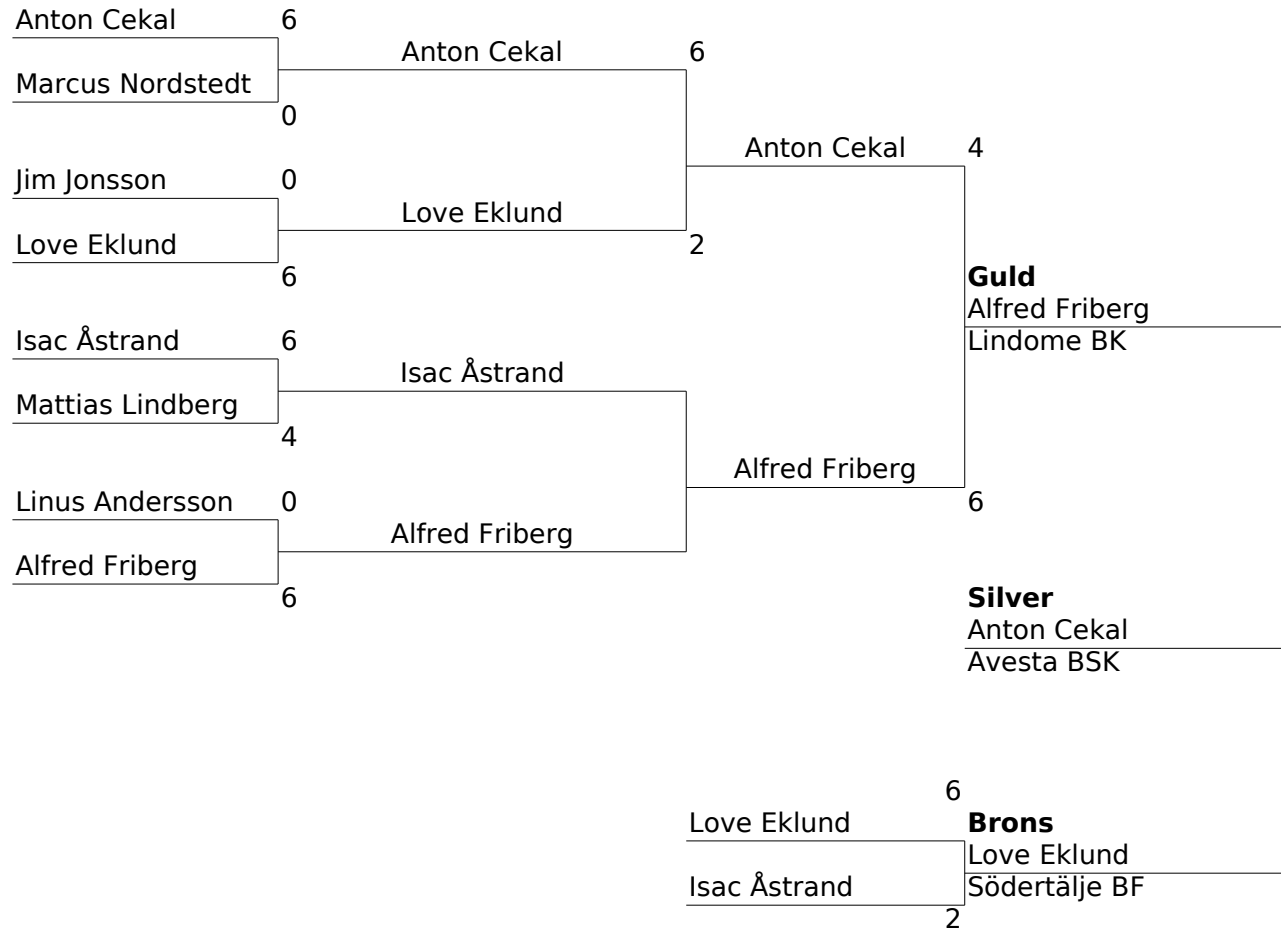 Anton Cekal 6
Marcus Nordstedt
0
Jim Jonsson 0
Love Eklund
6
Isac Åstrand 6
Mattias Lindberg
4
Linus Andersson 0
Alfred Friberg
6
Anton Cekal 6
Love Eklund
2
Isac Åstrand
Alfred Friberg
Anton Cekal 4
Alfred Friberg
6
Guld
Alfred Friberg
Lindome BK
Silver
Anton Cekal
Avesta BSK
6
Love Eklund
Isac Åstrand
2
Brons
Love Eklund
Södertälje BF